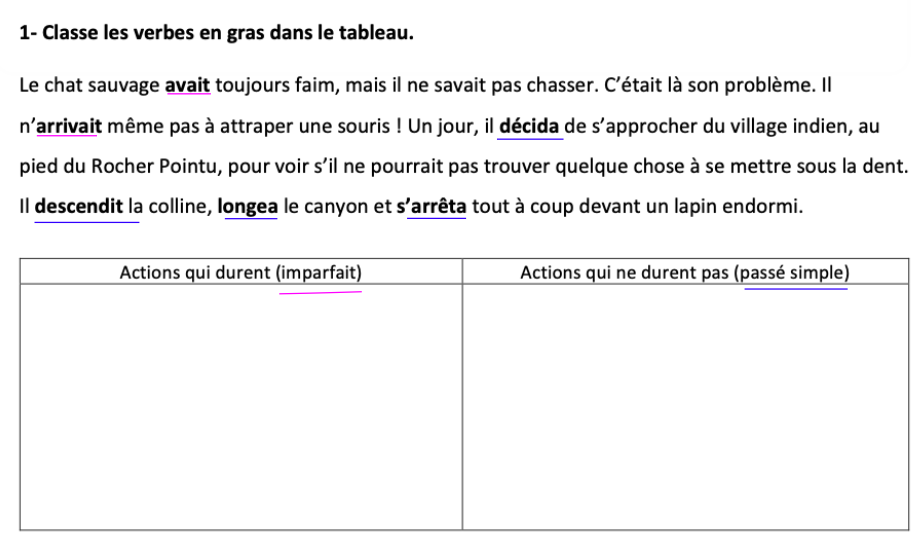 1- Classe les verbes en gras dans le tableau.
Le chat sauvage avait toujours faim, mais il ne savait pas chasser. C’était là son problème. Il
n’arrivait même pas à attraper une souris ! Un jour, il décida de s’approcher du village indien, au
pied du Rocher Pointu, pour voir s’il ne pourrait pas trouver quelque chose à se mettre sous la dent.
Il descendit la colline, longea le canyon et s’arrêta tout à coup devant un lapin endormi.
Actions qui durent (imparfait)
Actions qui ne durent pas (passé simple)